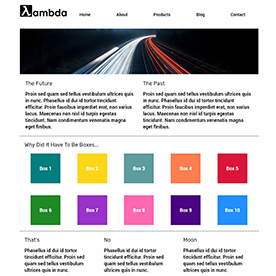 λambda
Home About Products Blog Contact
The Future
Proin sed quam sed tellus vestibulum ultrices quis
in nunc. Phasellus id dui id tortor tincidunt
efficitur. Proin faucibus imperdiet erat, non varius
lacus. Maecenas non nisl id turpis egestas
tincidunt. Nam condimentum venenatis magna
eget finibus.
The Past
Proin sed quam sed tellus vestibulum ultrices quis
in nunc. Phasellus id dui id tortor tincidunt
efficitur. Proin faucibus imperdiet erat, non varius
lacus. Maecenas non nisl id turpis egestas
tincidunt. Nam condimentum venenatis magna
eget finibus.
Why Did It Have To Be Boxes...
Box 1 Box 2 Box 3 Box 4 Box 5
Box 6 Box 7 Box 8 Box 9 Box 10
That's
Phasellus id dui id tortor
tincidunt efficitur. Proin sed
quam sed tellus vestibulum
ultrices quis in nunc.
No
Phasellus id dui id tortor
tincidunt efficitur. Proin sed
quam sed tellus vestibulum
ultrices quis in nunc.
Moon
Phasellus id dui id tortor
tincidunt efficitur. Proin sed
quam sed tellus vestibulum
ultrices quis in nunc.